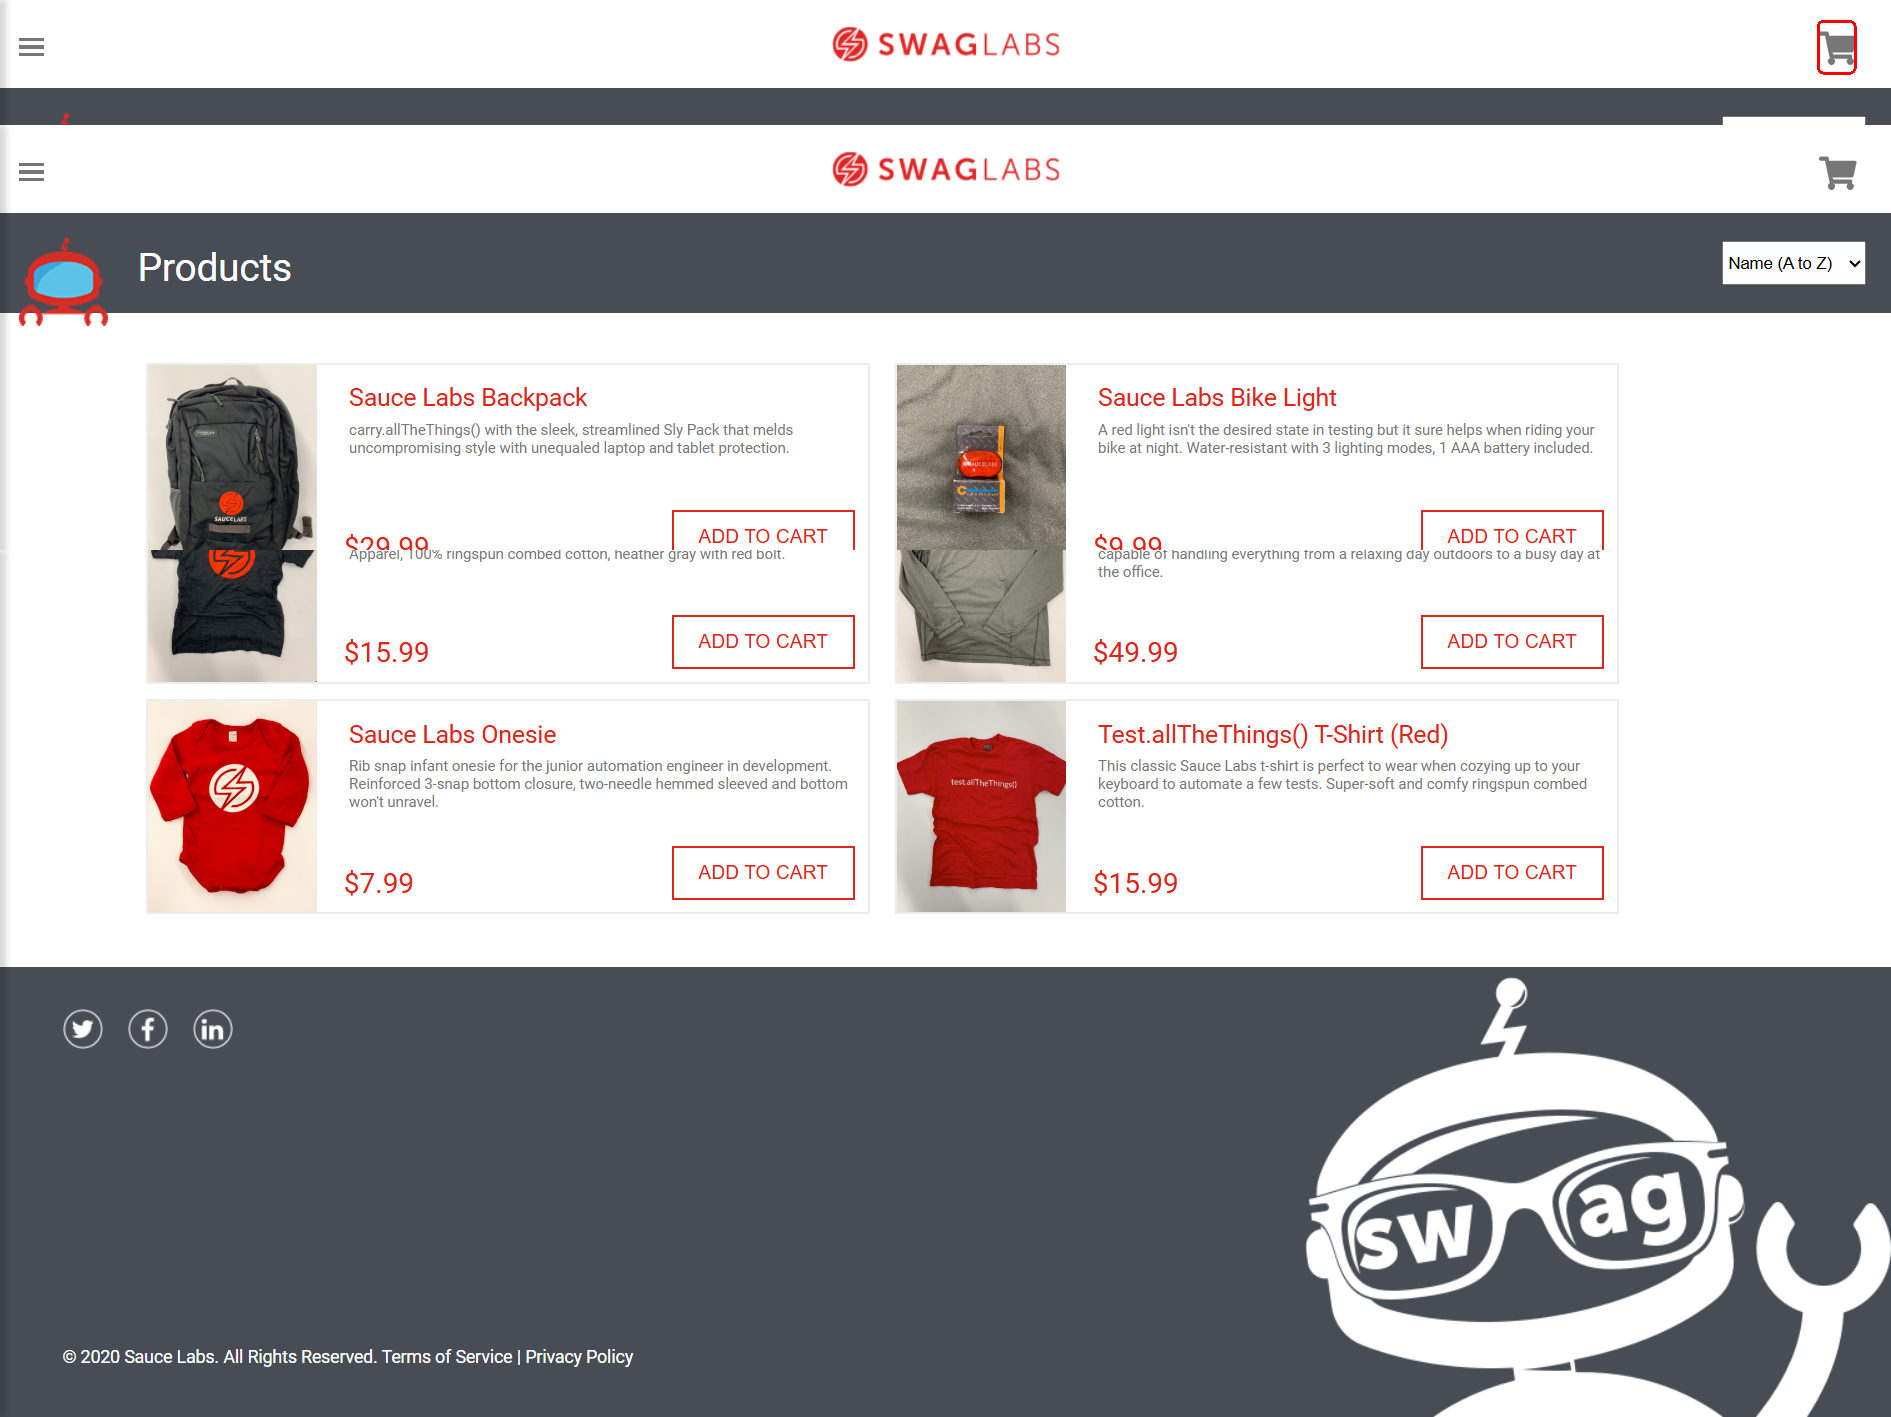 SWAGLABS
SWAGLABS
Products
Name (A to Z)
Sauce Labs Backpack
carry.allTheThings() with the sleek, streamlined Sly Pack that melds
uncompromising style with unequaled laptop and tablet protection.
$29.99
ADD TO CART
SAUCELABS
Sauce Labs Bike Light
A red light isn't the desired state in testing but it sure helps when riding your
bike at night. Water-resistant with 3 lighting modes, 1 AAA battery included.
$9.99
ADD TO CART
SAUCELABS
Apparel, 100% ringspun combed cotton, heather gray with red bolt.
$15.99
ADD TO CART
capable of handling everything from a relaxing day outdoors to a busy day at
the office.
$49.99
ADD TO CART
Sauce Labs Onesie
Rib snap infant onesie for the junior automation engineer in development.
Reinforced 3-snap bottom closure, two-needle hemmed sleeved and bottom
won't unravel.
$7.99
ADD TO CART
Test.allTheThings() T-Shirt (Red)
This classic Sauce Labs t-shirt is perfect to wear when cozying up to your
keyboard to automate a few tests. Super-soft and comfy ringspun combed
cotton.
$15.99
ADD TO CART
test.allTheThings()
sw ag
© 2020 Sauce Labs. All Rights Reserved. Terms of Service | Privacy Policy